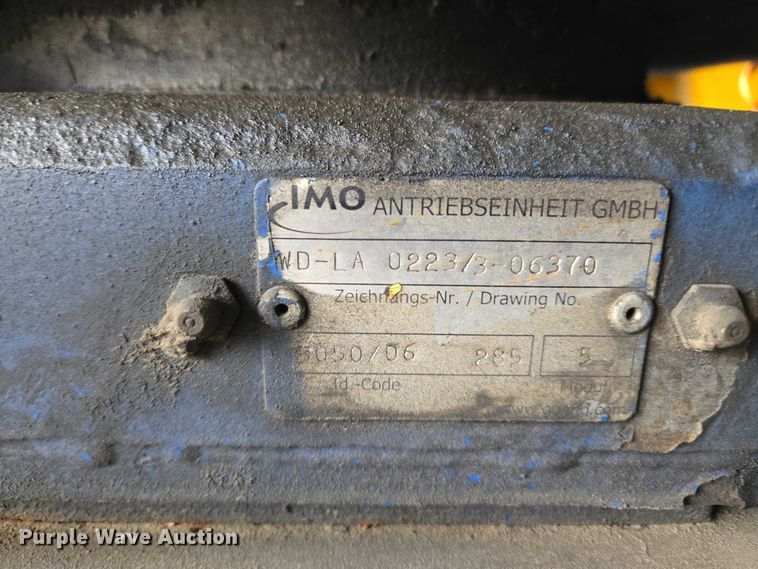 IMO ANTRIEBSEINHEIT GMBH
WD-LA 0223/3-06370
Zeichnungs-Nr. / Drawing No.
5050/06 285 5
Id.-Code
Purple Wave Auction